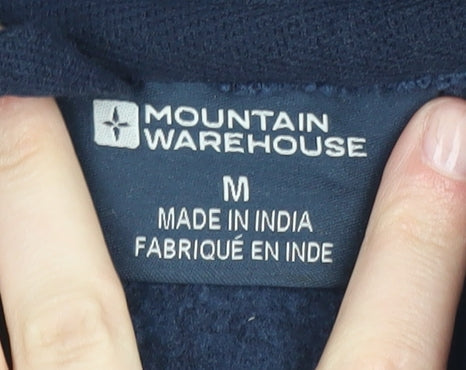 MOUNTAIN
WAREHOUSE
M
MADE IN INDIA
FABRIQUÉ EN INDE